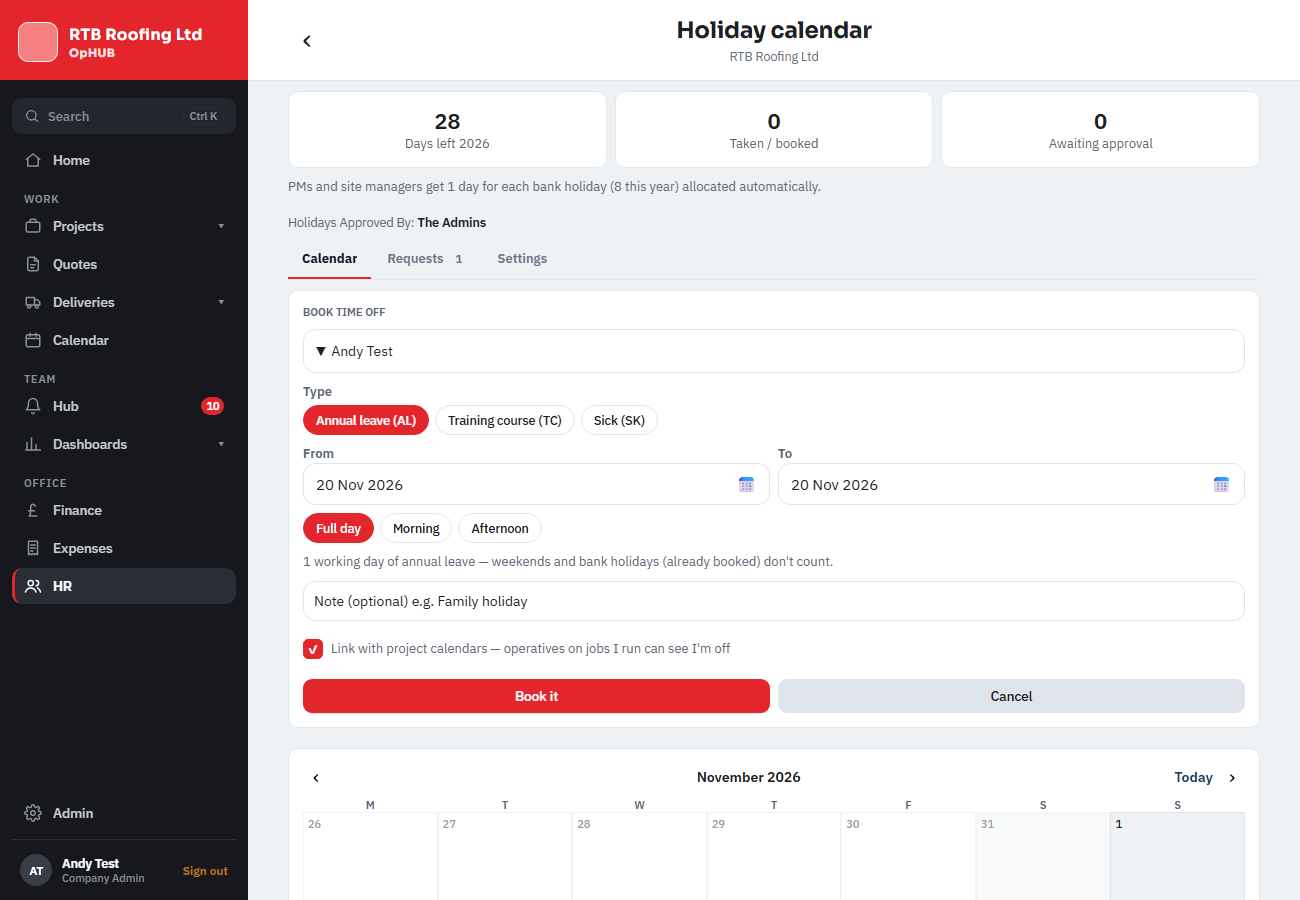 RTB Roofing Ltd
OpHUB
Search
Ctrl K
Home
WORK
Projects
Quotes
Deliveries
Calendar
TEAM
Hub
10
Dashboards
OFFICE
Finance
Expenses
HR
Admin
AT
Andy Test
Company Admin
Sign out
Holiday calendar
RTB Roofing Ltd
28
Days left 2026
0
Taken / booked
0
Awaiting approval
PMs and site managers get 1 day for each bank holiday (8 this year) allocated automatically.
Holidays Approved By: The Admins
Calendar
Requests 1
Settings
BOOK TIME OFF
Andy Test
Type
Annual leave (AL)
Training course (TC)
Sick (SK)
From
To
20 Nov 2026
20 Nov 2026
Full day
Morning
Afternoon
1 working day of annual leave — weekends and bank holidays (already booked) don't count.
Note (optional) e.g. Family holiday
Link with project calendars — operatives on jobs I run can see I'm off
Book it
Cancel
November 2026
Today
M T W T F S S
26 27 28 29 30 31 1